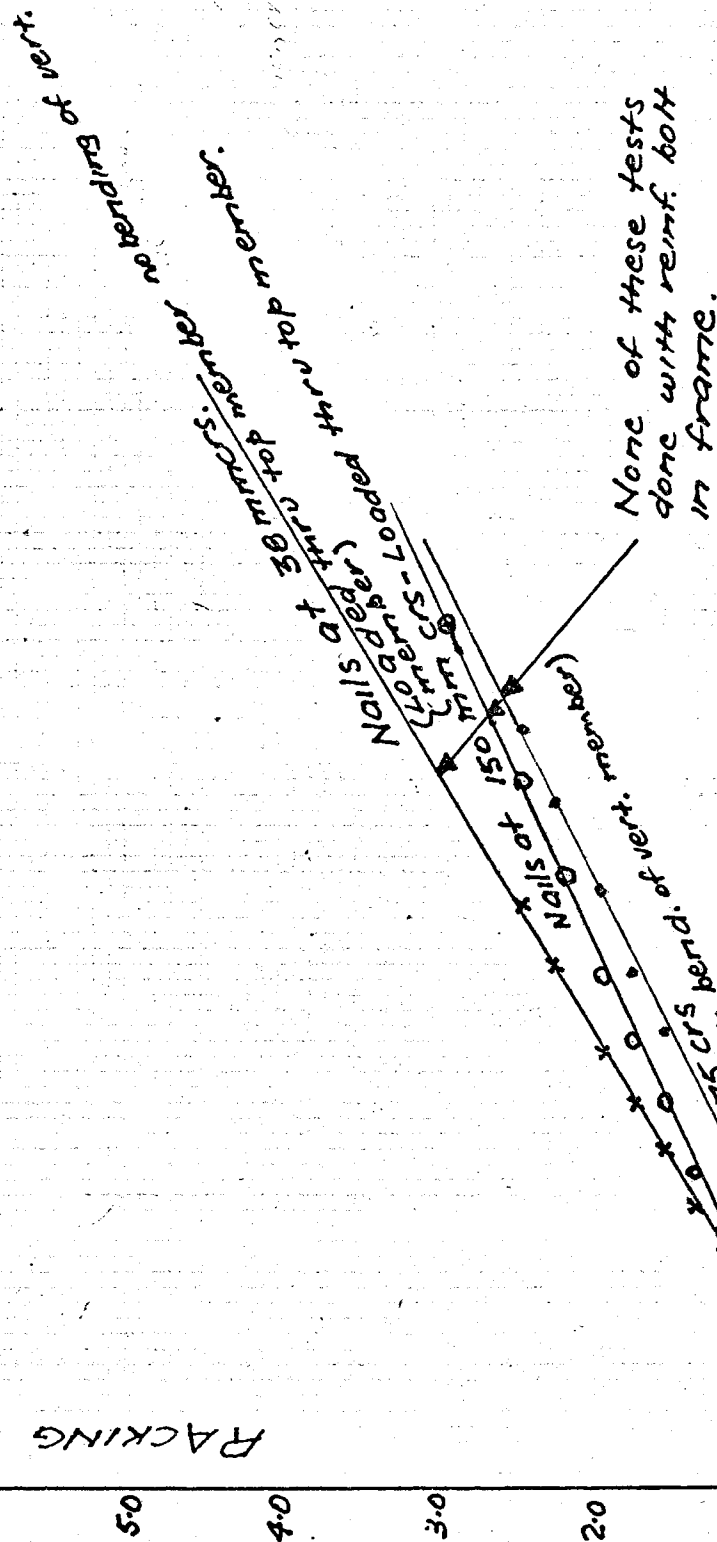 RACKING
5.0
4.0
3.0
2.0
Nails at 38 mm crs.
(Loaded thru top member no bending of vert.
member)
Nails at 150 mm crs - Loaded thru top member.
75 crs bend. of vert. member)
None of these tests
done with reinf. bolt
in frame.